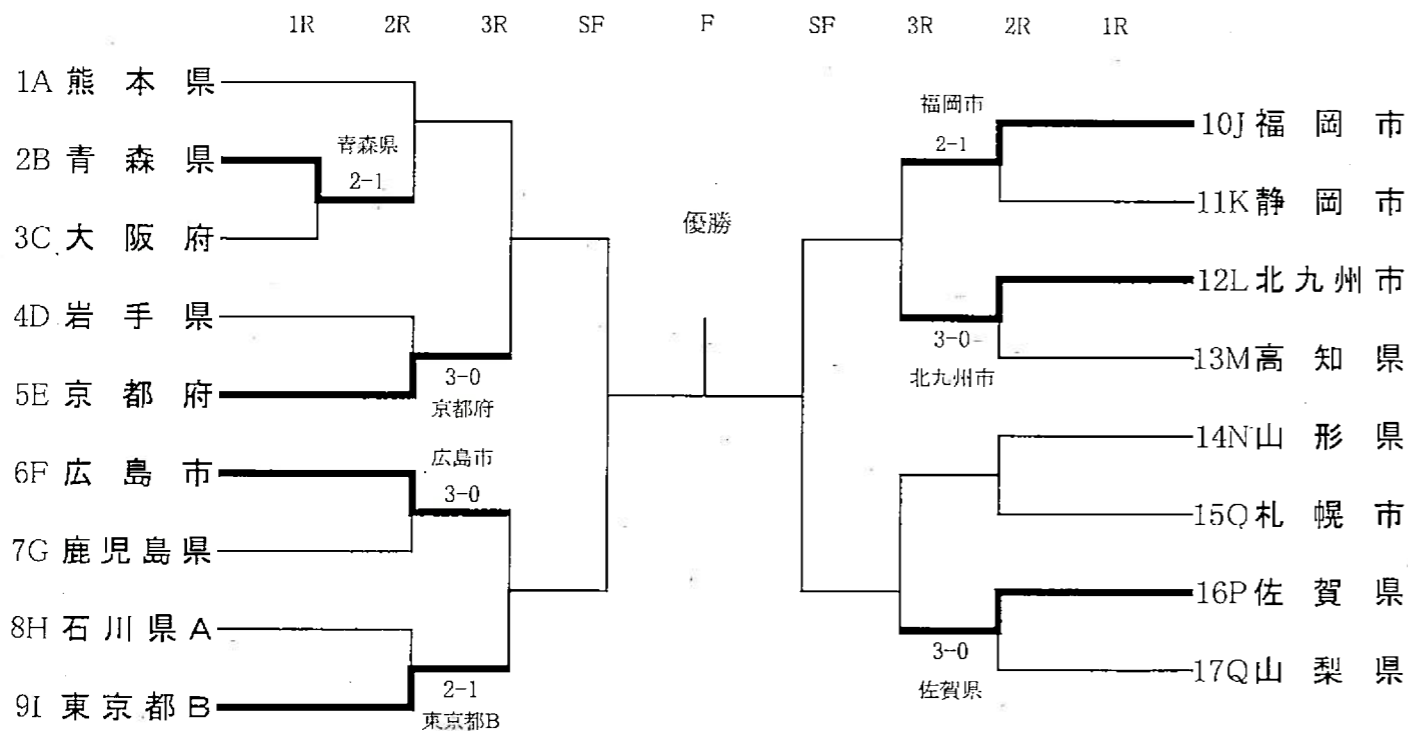 1R 2R 3R SF F SF 3R 2R 1R
1A 熊本県
2B 青森県
3C 大阪府
4D 岩手県
5E 京都府
6F 広島市
7G 鹿児島県
8H 石川県A
9I 東京都B
青森県
2-1
3-0
京都府
広島市
3-0
2-1
東京都B
優勝
福岡市
2-1
3-0
北九州市
3-0
佐賀県
10J 福岡市
11K 静岡市
12L 北九州市
13M 高知県
14N 山形県
15Q 札幌市
16P 佐賀県
17Q 山梨県